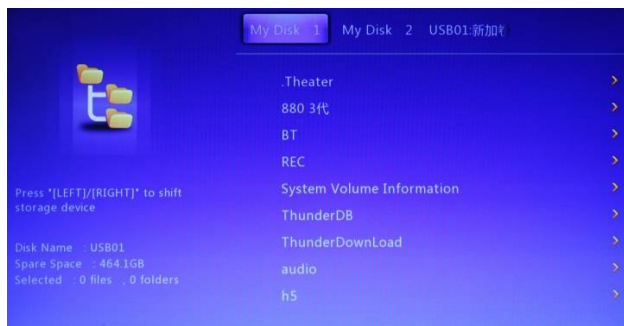 My Disk 1 My Disk 2 USB01:新加
.Theater
880 3代
BT
REC
System Volume Information
ThunderDB
ThunderDownLoad
audio
h5
Press "[LEFT]/[RIGHT]" to shift
storage device
Disk Name : USB01
Spare Space : 464.1GB
Selected : 0 files , 0 folders